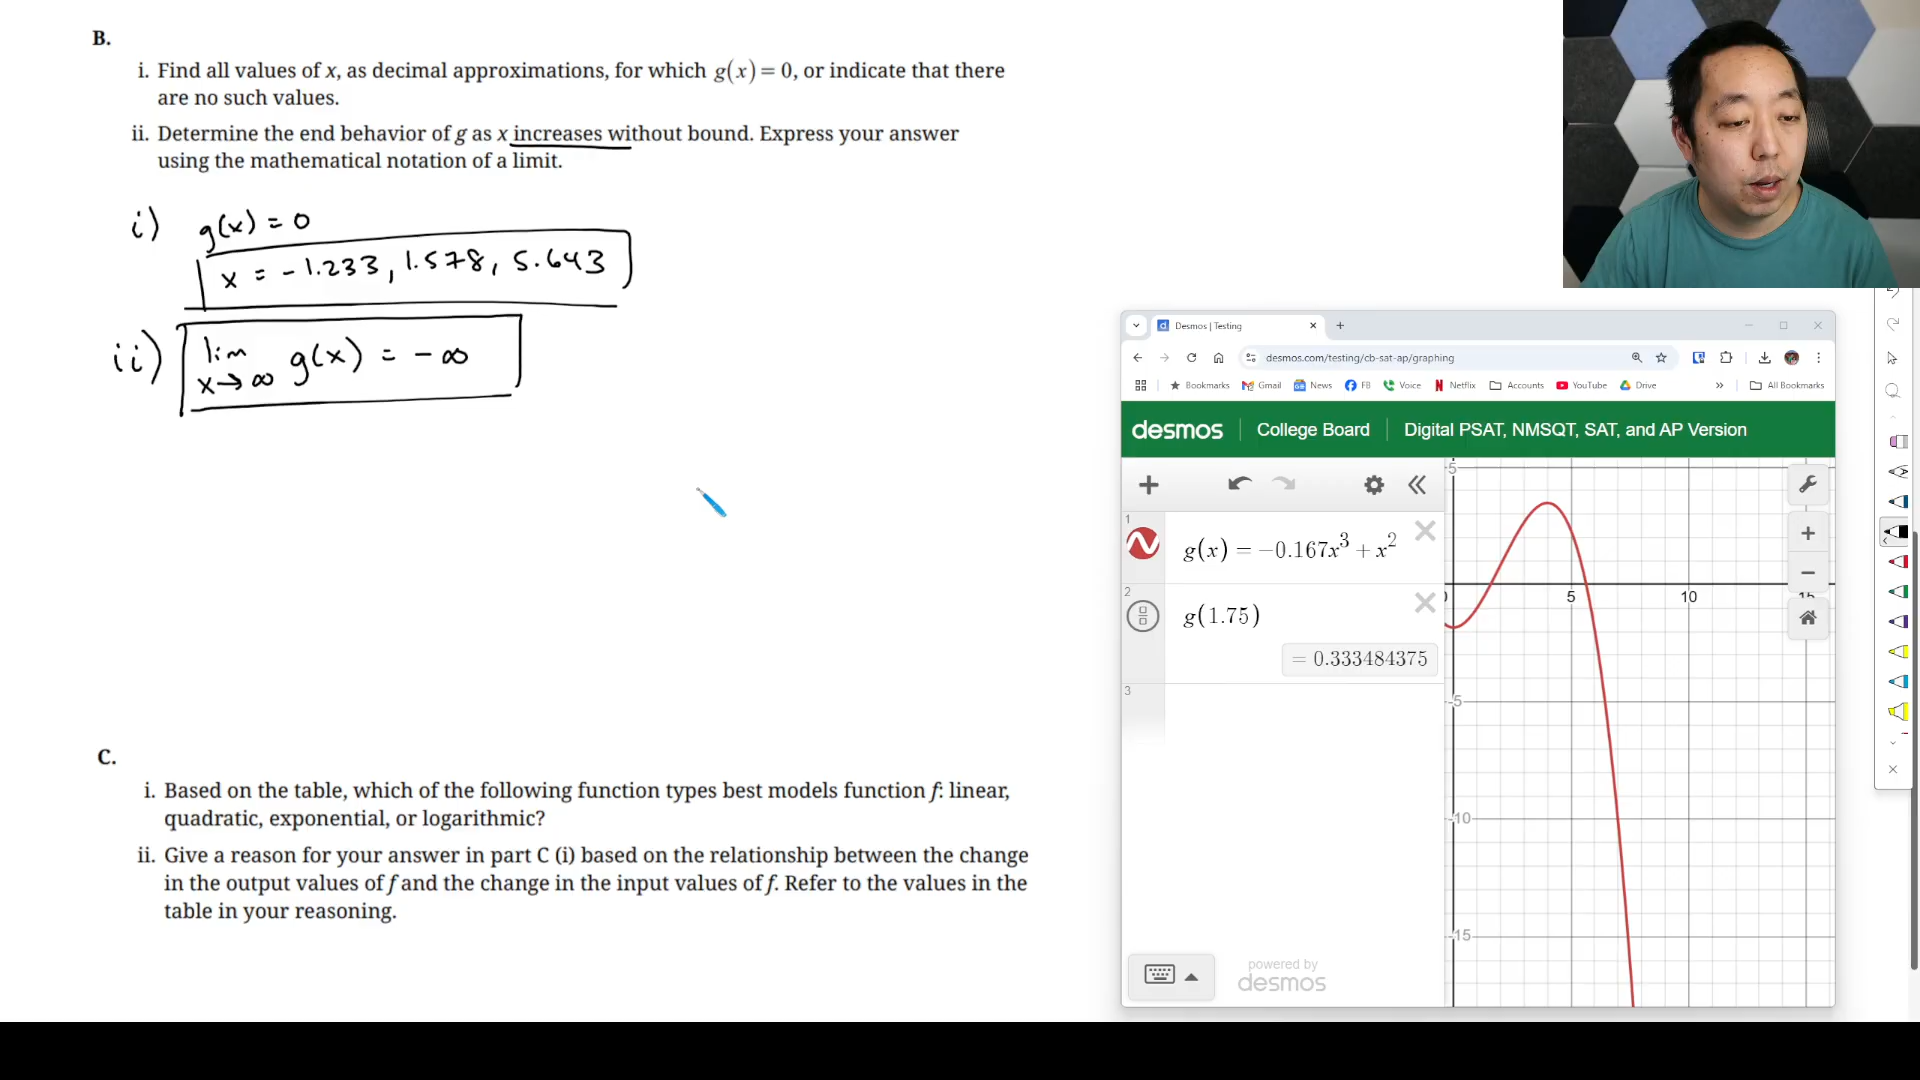 B.
i. Find all values of x, as decimal approximations, for which g(x) = 0, or indicate that there
are no such values.
ii. Determine the end behavior of g as x increases without bound. Express your answer
using the mathematical notation of a limit.
i) g(x) = 0
x = -1.233, 1.578, 5.643
ii) lim x→∞ g(x) = -∞
C.
i. Based on the table, which of the following function types best models function f: linear,
quadratic, exponential, or logarithmic?
ii. Give a reason for your answer in part C (i) based on the relationship between the change
in the output values of f and the change in the input values of f. Refer to the values in the
table in your reasoning.
Desmos | Testing
desmos.com/testing/cb-sat-ap/graphing
Bookmarks Gmail News FB Voice Netflix Accounts YouTube Drive » All Bookmarks
desmos College Board Digital PSAT, NMSQT, SAT, and AP Version
1
g(x) = −0.167x³ + x²
2
g(1.75)
= 0.333484375
3
powered by
desmos
5
5 10 15
-5
-10
-15